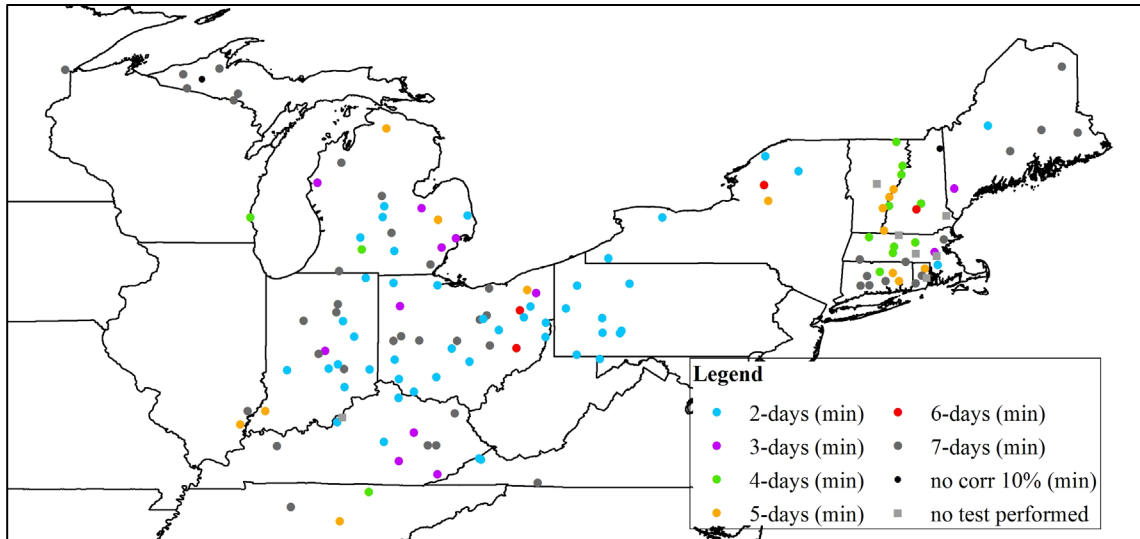 Legend
2-days (min)
6-days (min)
3-days (min)
7-days (min)
4-days (min)
no corr 10% (min)
5-days (min)
no test performed